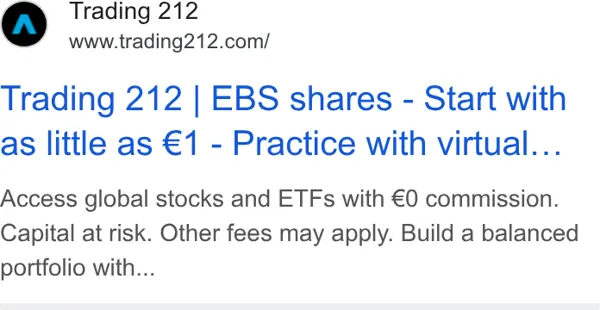 Trading 212
www.trading212.com/
Trading 212 | EBS shares - Start with
as little as €1 - Practice with virtual…
Access global stocks and ETFs with €0 commission.
Capital at risk. Other fees may apply. Build a balanced
portfolio with...